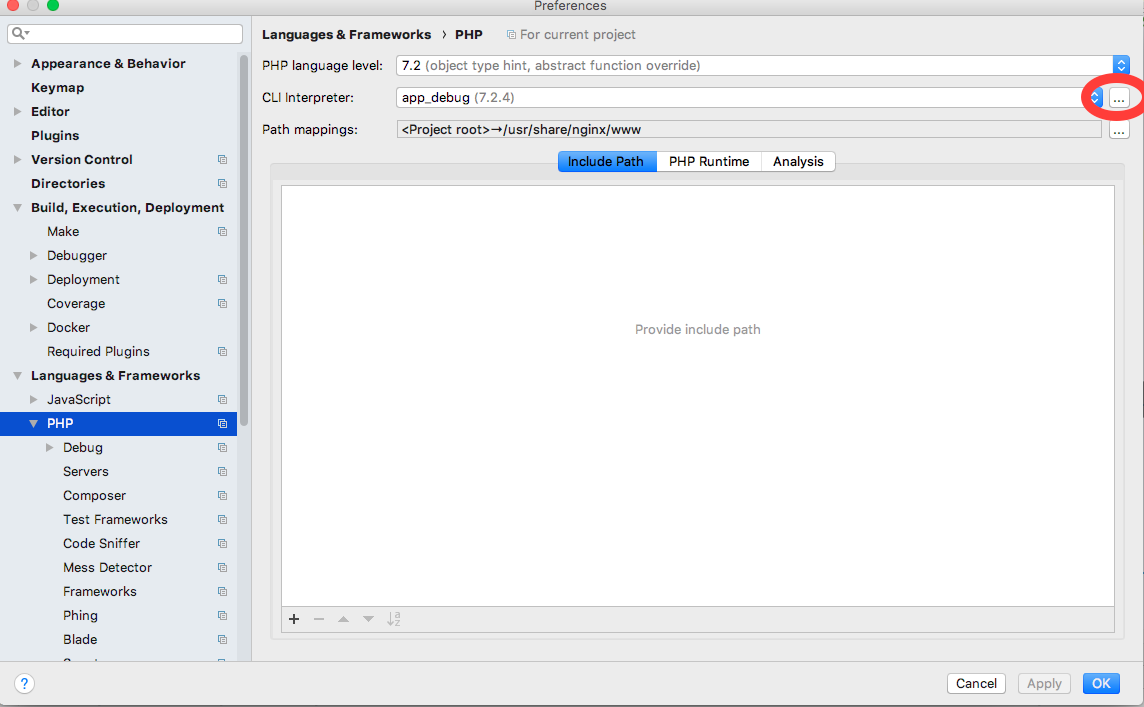 Preferences
Languages & Frameworks › PHP For current project
Appearance & Behavior
Keymap
Editor
Plugins
Version Control
Directories
Build, Execution, Deployment
Make
Debugger
Deployment
Coverage
Docker
Required Plugins
Languages & Frameworks
JavaScript
PHP
Debug
Servers
Composer
Test Frameworks
Code Sniffer
Mess Detector
Frameworks
Phing
Blade
PHP language level: 7.2 (object type hint, abstract function override)
CLI Interpreter: app_debug (7.2.4) ...
Path mappings: <Project root>→/usr/share/nginx/www ...
Include Path PHP Runtime Analysis
Provide include path
? Cancel Apply OK